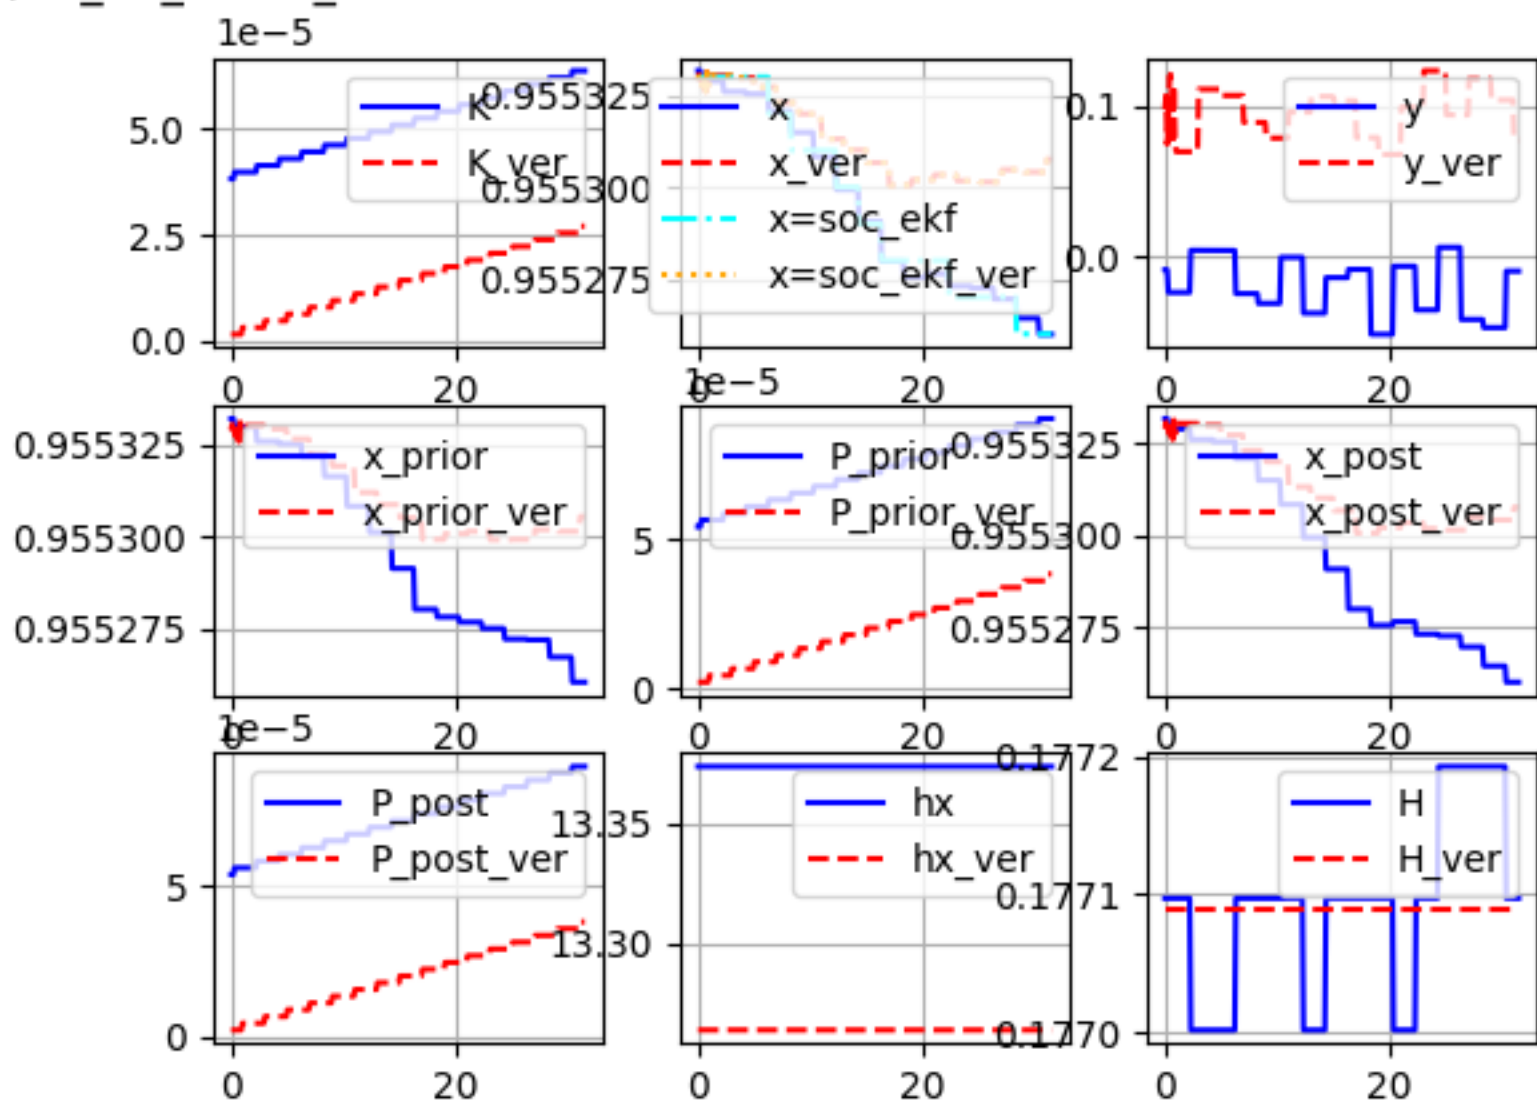 1e−5
5.0
2.5
0.0
0 20
K
K_ver
0.955325
0.955300
0.955275
0 20
x
x_ver
x=soc_ekf
x=soc_ekf_ver
0.1
0.0
0 20
y
y_ver
0.955325
0.955300
0.955275
0 20
x_prior
x_prior_ver
1e−5
5
0
0 20
P_prior
P_prior_ver
0.955325
0.955300
0.955275
0 20
x_post
x_post_ver
1e−5
5
0
0 20
P_post
P_post_ver
13.35
13.30
0 20
hx
hx_ver
0.1772
0.1771
0.1770
0 20
H
H_ver